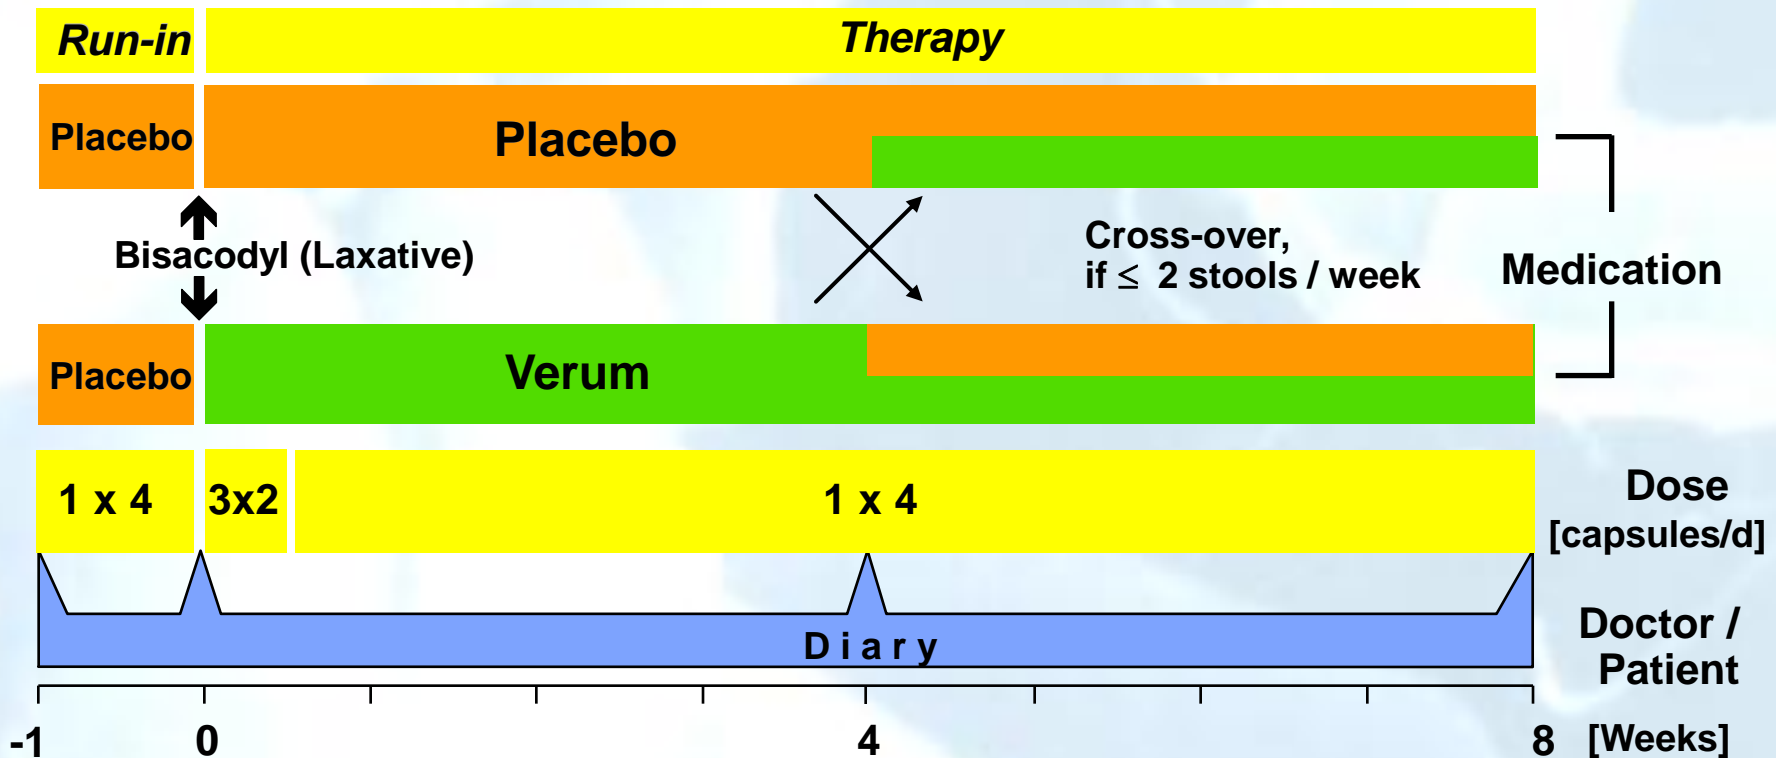 Run-in
Therapy
Placebo
Placebo
Bisacodyl (Laxative)
Cross-over,
if ≤ 2 stools / week
Medication
Placebo
Verum
1 x 4
3x2
1 x 4
Dose
[capsules/d]
Diary
Doctor /
Patient
-1
0
4
8
[Weeks]